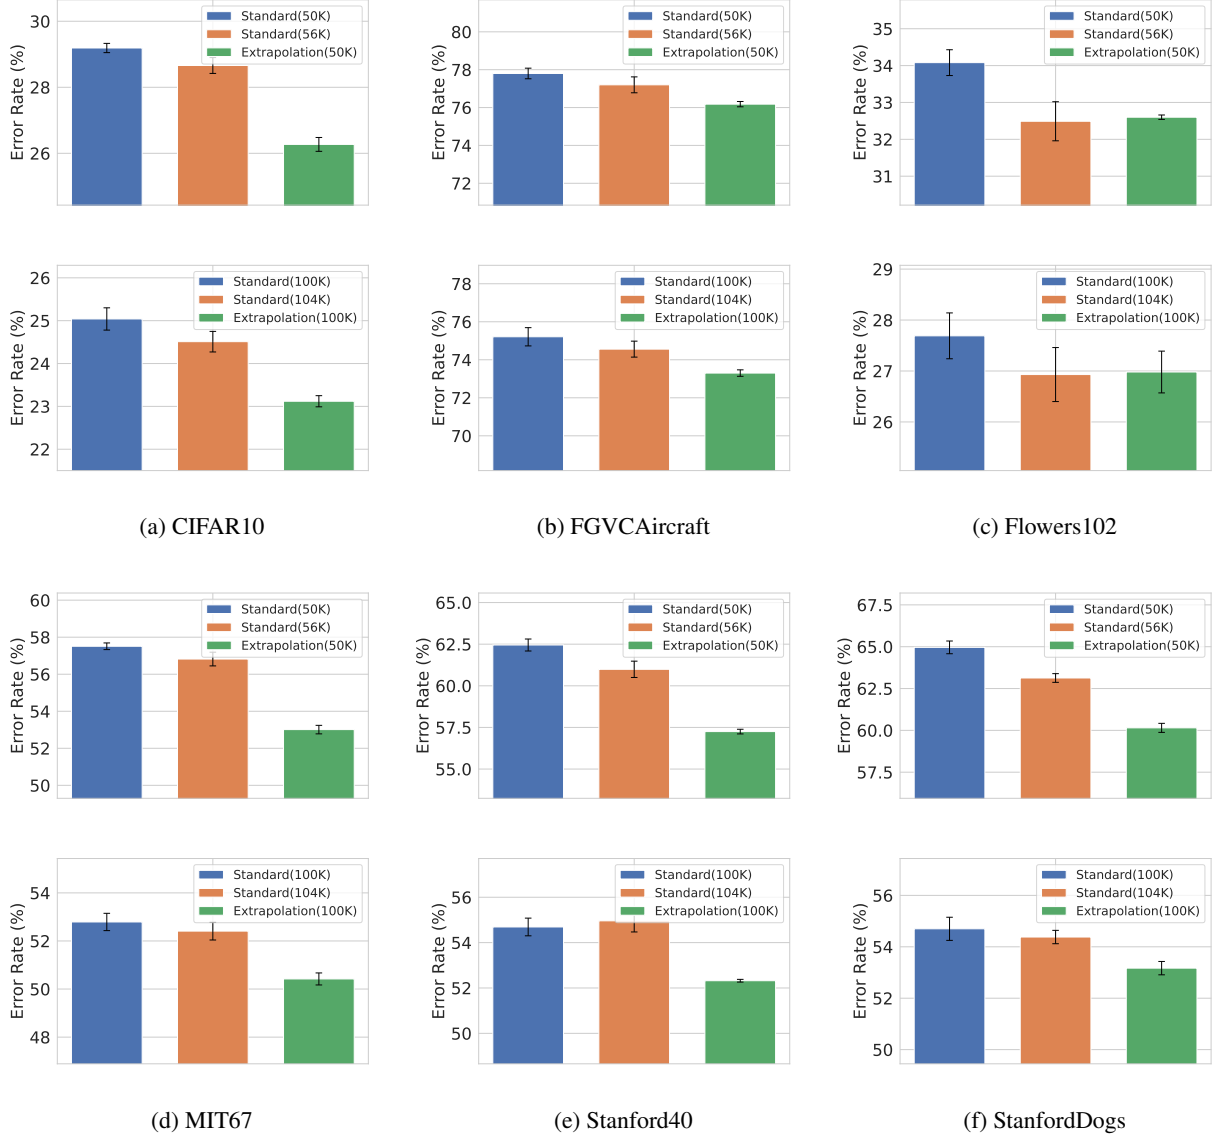 Error Rate (%)
30
28
26
Standard(50K)
Standard(56K)
Extrapolation(50K)
Error Rate (%)
80
78
76
74
72
Standard(50K)
Standard(56K)
Extrapolation(50K)
Error Rate (%)
35
34
33
32
31
Standard(50K)
Standard(56K)
Extrapolation(50K)
Error Rate (%)
26
25
24
23
22
Standard(100K)
Standard(104K)
Extrapolation(100K)
Error Rate (%)
78
76
74
72
70
Standard(100K)
Standard(104K)
Extrapolation(100K)
Error Rate (%)
29
28
27
26
Standard(100K)
Standard(104K)
Extrapolation(100K)
(a) CIFAR10
(b) FGVCAircraft
(c) Flowers102
Error Rate (%)
60
58
56
54
52
50
Standard(50K)
Standard(56K)
Extrapolation(50K)
Error Rate (%)
65.0
62.5
60.0
57.5
55.0
Standard(50K)
Standard(56K)
Extrapolation(50K)
Error Rate (%)
67.5
65.0
62.5
60.0
57.5
Standard(50K)
Standard(56K)
Extrapolation(50K)
Error Rate (%)
54
52
50
48
Standard(100K)
Standard(104K)
Extrapolation(100K)
Error Rate (%)
56
54
52
50
Standard(100K)
Standard(104K)
Extrapolation(100K)
Error Rate (%)
56
54
52
50
Standard(100K)
Standard(104K)
Extrapolation(100K)
(d) MIT67
(e) Stanford40
(f) StanfordDogs